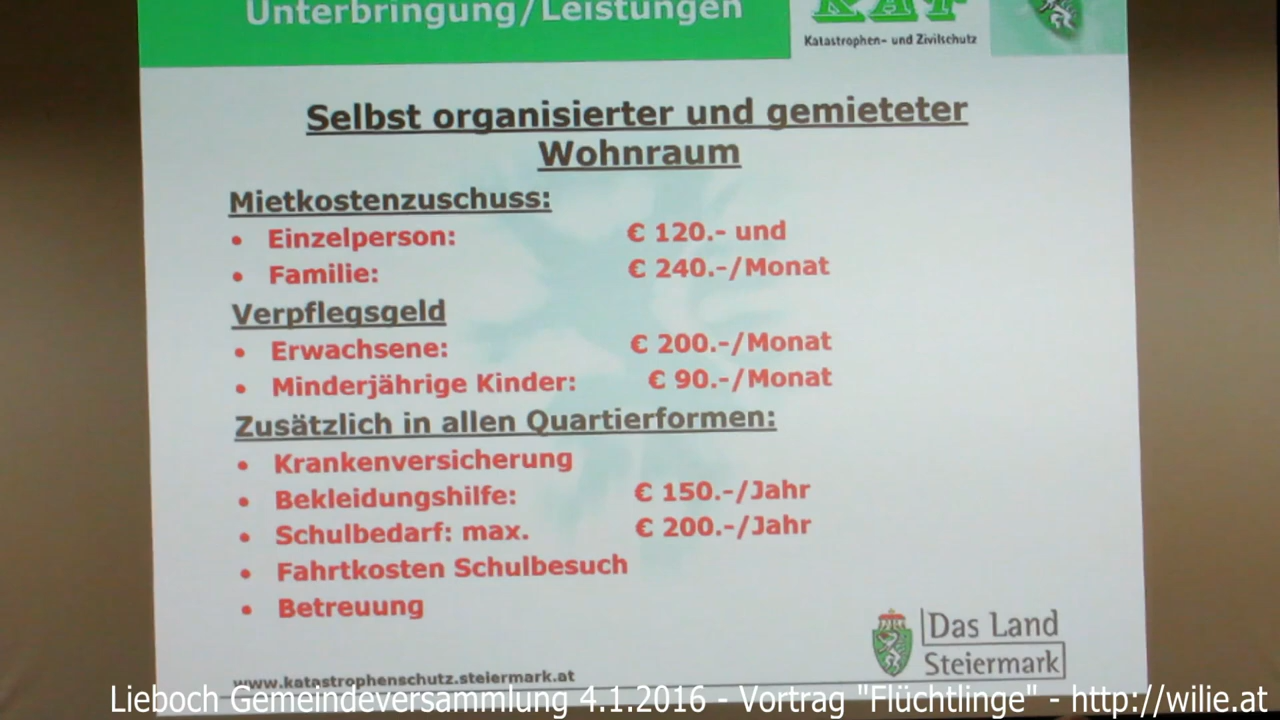 Unterbringung/Leistungen
KAT
Katastrophen- und Zivilschutz
Selbst organisierter und gemieteter
Wohnraum
Mietkostenzuschuss:
• Einzelperson: € 120.- und
• Familie: € 240.-/Monat
Verpflegsgeld
• Erwachsene: € 200.-/Monat
• Minderjährige Kinder: € 90.-/Monat
Zusätzlich in allen Quartierformen:
• Krankenversicherung
• Bekleidungshilfe: € 150.-/Jahr
• Schulbedarf: max. € 200.-/Jahr
• Fahrtkosten Schulbesuch
• Betreuung
Das Land
Steiermark
www.katastrophenschutz.steiermark.at
Lieboch Gemeindeversammlung 4.1.2016 - Vortrag "Flüchtlinge" - http://wilie.at